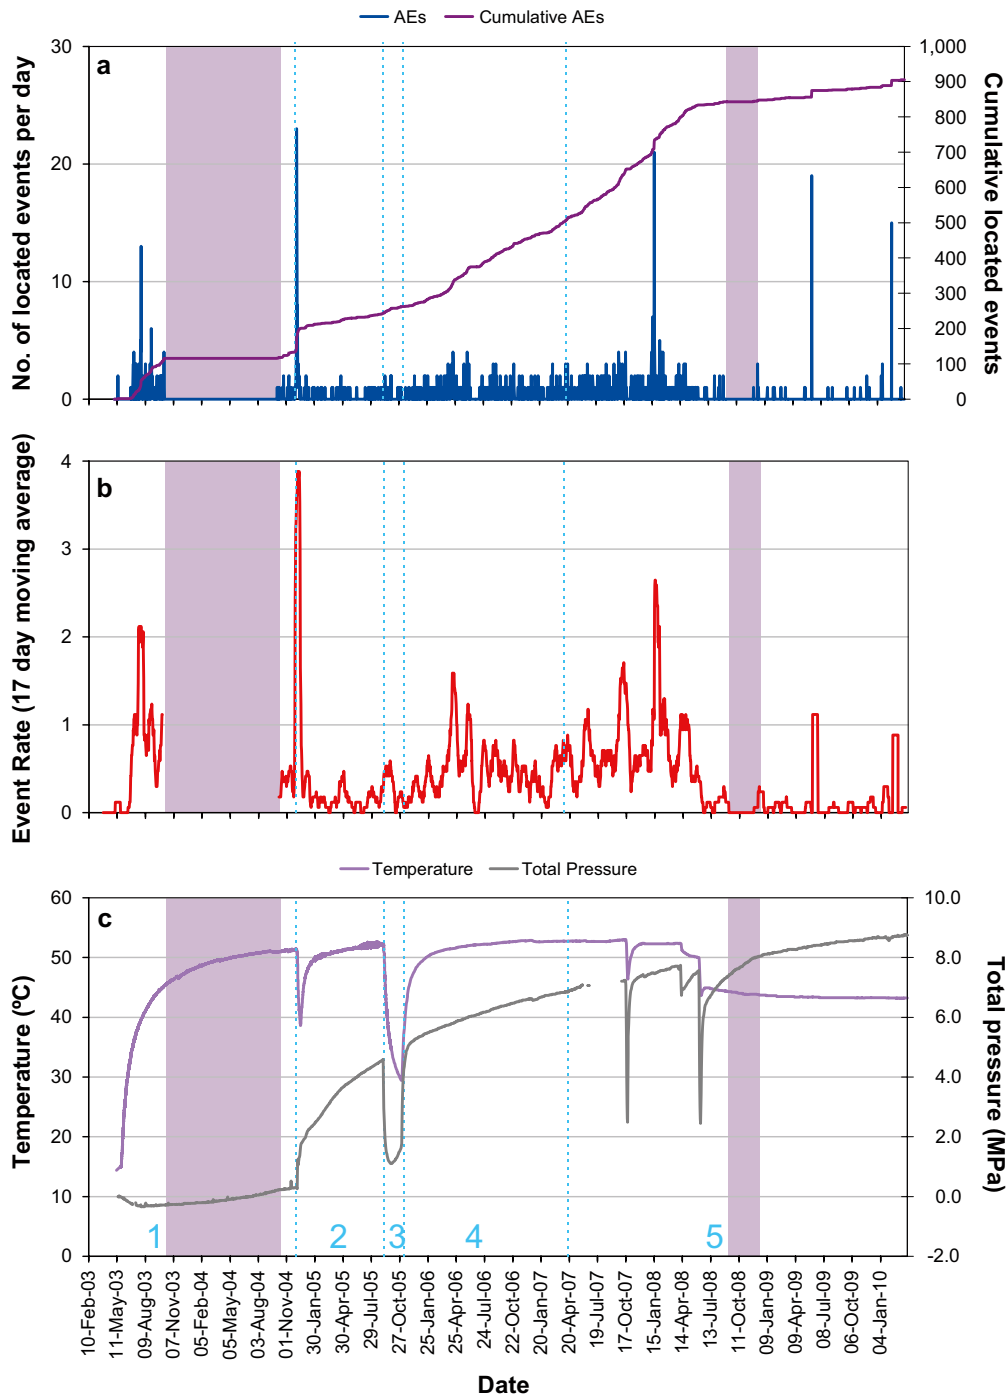 AEs Cumulative AEs
a
No. of located events per day
30
20
10
0
1,000
900
800
700
600
500
400
300
200
100
0
Cumulative located events
b
Event Rate (17 day moving average)
4
3
2
1
0
Temperature Total Pressure
c
Temperature (ºC)
60
50
40
30
20
10
0
10.0
8.0
6.0
4.0
2.0
0.0
-2.0
Total pressure (MPa)
1 2 3 4 5
10-Feb-03
11-May-03
09-Aug-03
07-Nov-03
05-Feb-04
05-May-04
03-Aug-04
01-Nov-04
30-Jan-05
30-Apr-05
29-Jul-05
27-Oct-05
25-Jan-06
25-Apr-06
24-Jul-06
22-Oct-06
20-Jan-07
20-Apr-07
19-Jul-07
17-Oct-07
15-Jan-08
14-Apr-08
13-Jul-08
11-Oct-08
09-Jan-09
09-Apr-09
08-Jul-09
06-Oct-09
04-Jan-10
Date